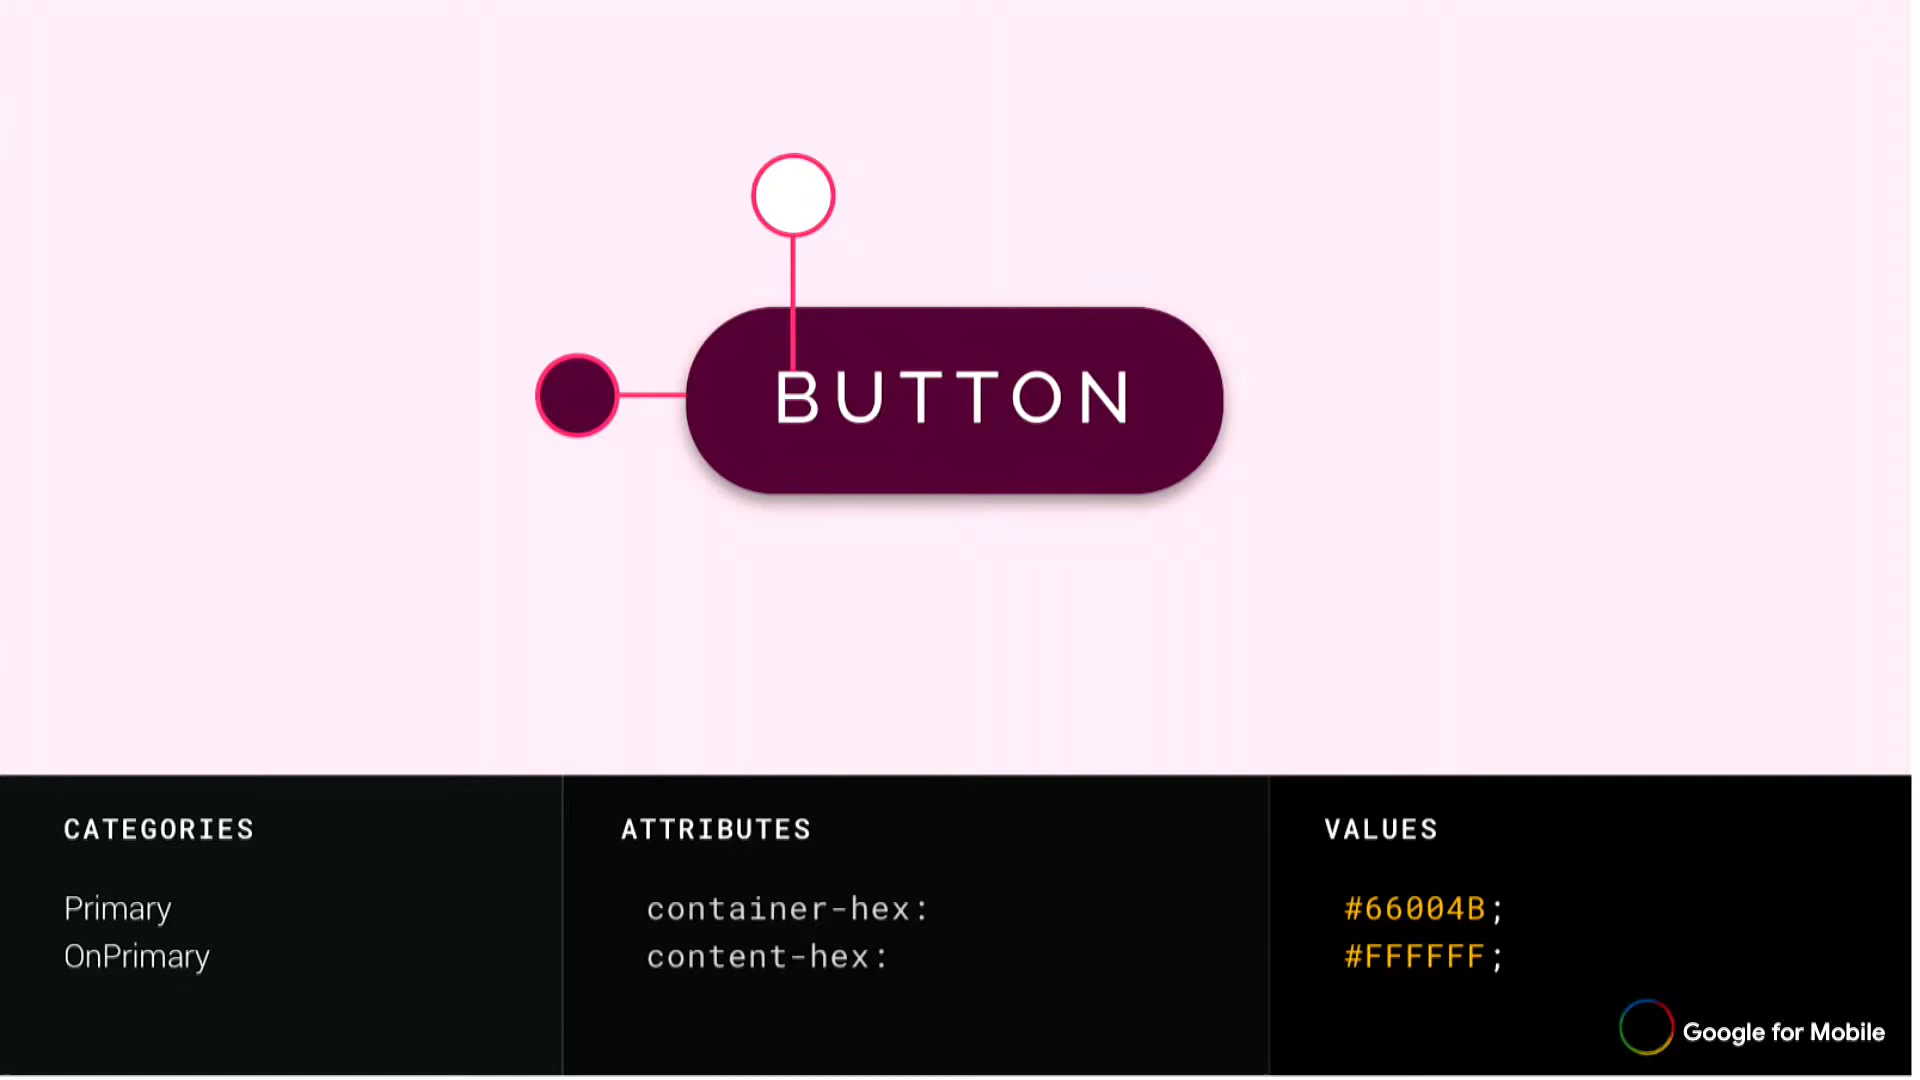 BUTTON
CATEGORIES
Primary
OnPrimary
ATTRIBUTES
container-hex:
content-hex:
VALUES
#66004B;
#FFFFFF;
Google for Mobile